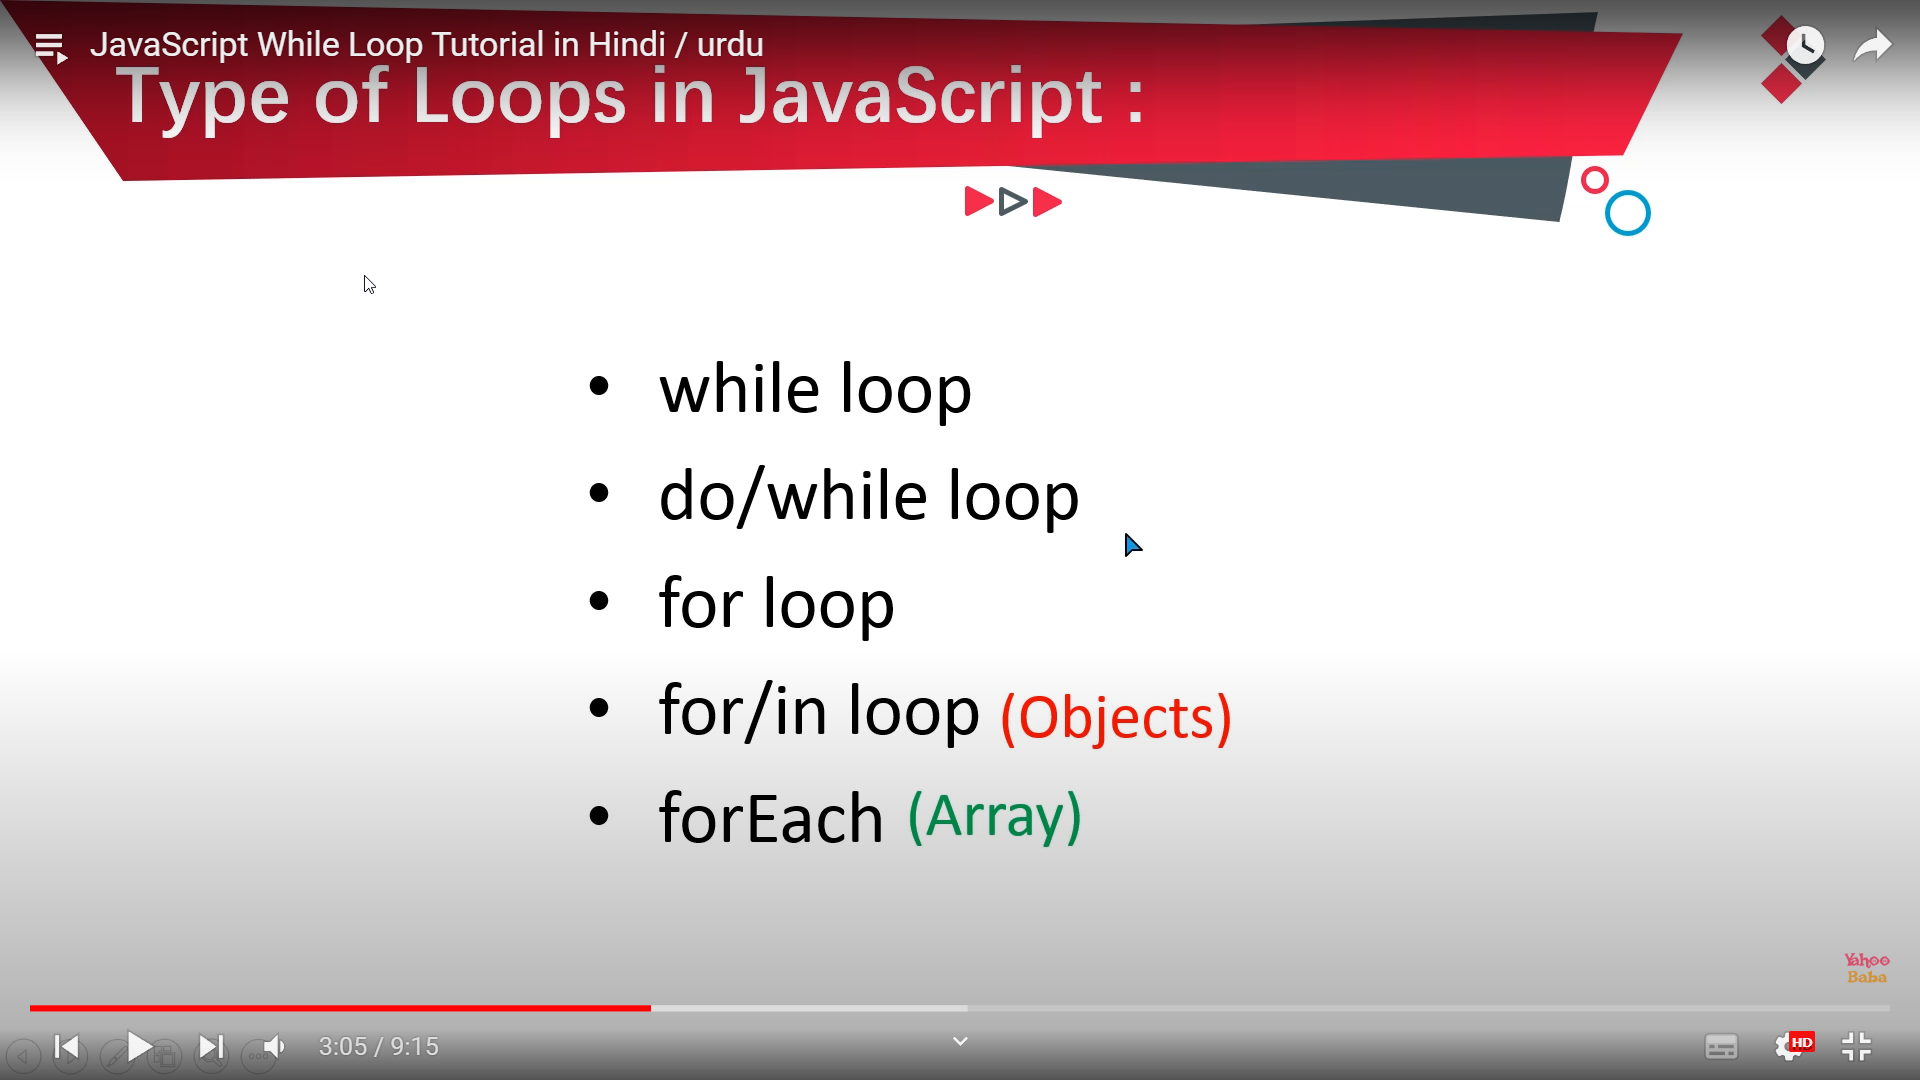 JavaScript While Loop Tutorial in Hindi / urdu
Type of Loops in JavaScript :
• while loop
• do/while loop
• for loop
• for/in loop (Objects)
• forEach (Array)
Yahoo
Baba
3:05 / 9:15
HD